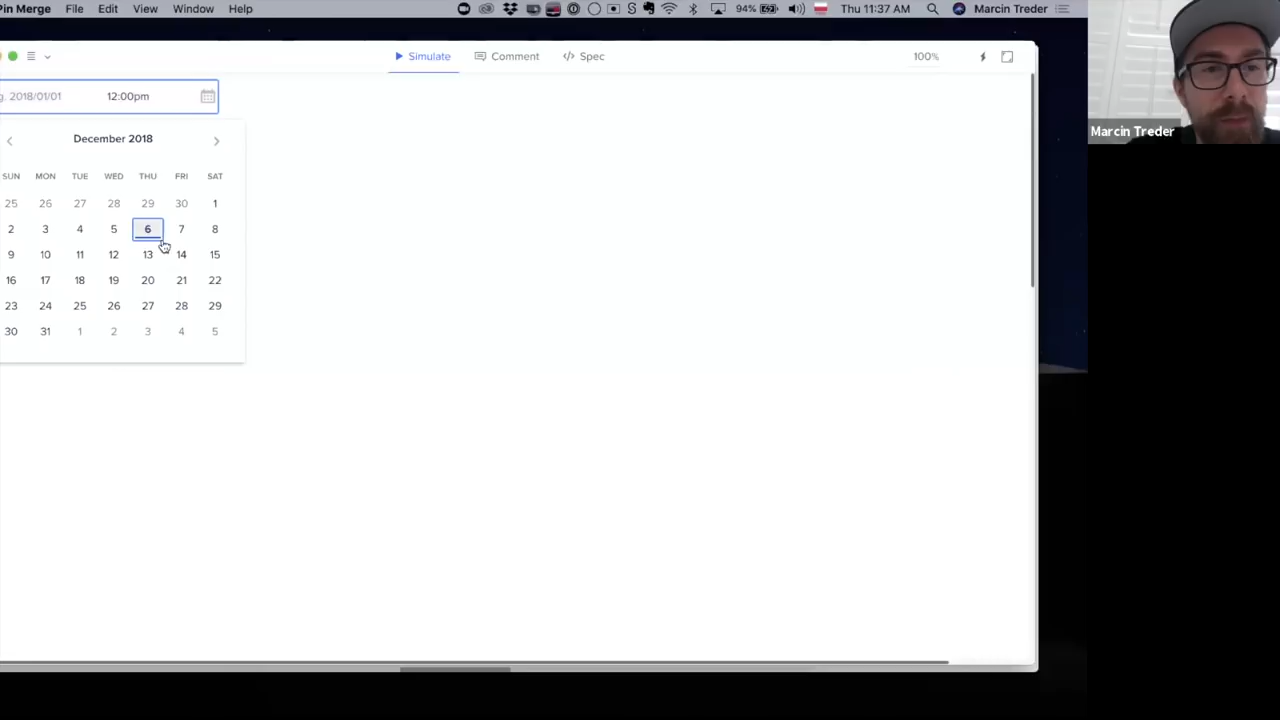 Pin Merge File Edit View Window Help 94% Thu 11:37 AM Marcin Treder
Simulate Comment Spec 100%
g. 2018/01/01 12:00pm
December 2018
SUN MON TUE WED THU FRI SAT
25 26 27 28 29 30 1
2 3 4 5 6 7 8
9 10 11 12 13 14 15
16 17 18 19 20 21 22
23 24 25 26 27 28 29
30 31 1 2 3 4 5
Marcin Treder